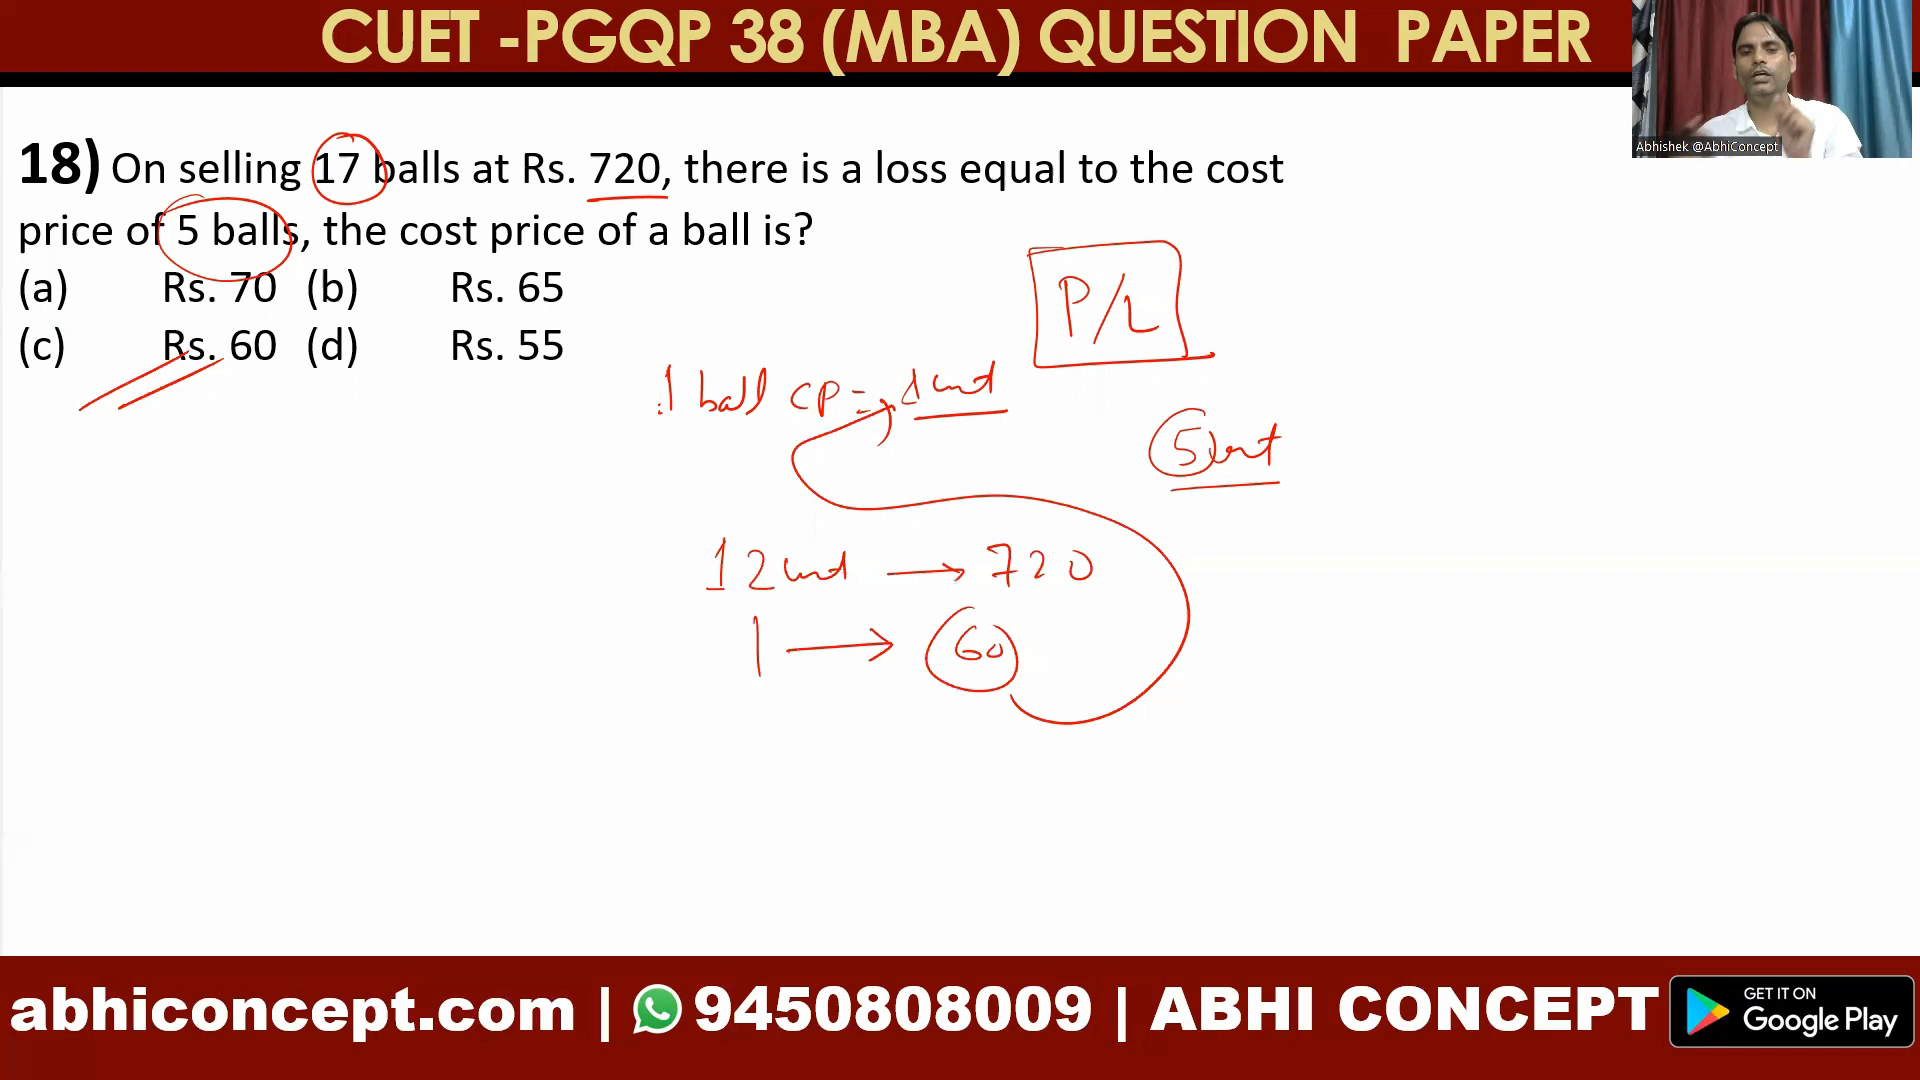 CUET -PGQP 38 (MBA) QUESTION PAPER
Abhishek @AbhiConcept
18) On selling 17 balls at Rs. 720, there is a loss equal to the cost
price of 5 balls, the cost price of a ball is?
(a) Rs. 70 (b) Rs. 65
(c) Rs. 60 (d) Rs. 55
P/L
1 ball CP = 1 unit
5 unit
12 unit → 720
1 → 60
abhiconcept.com | 9450808009 | ABHI CONCEPT
GET IT ON
Google Play